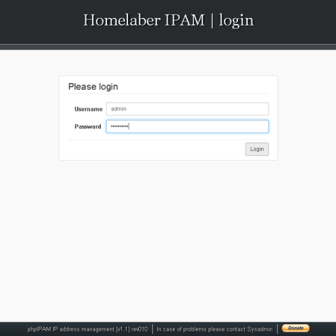 Homelaber IPAM | login
Please login
Username admin
Password
Login
phpIPAM IP address management [v1.1] rev010 | In case of problems please contact Sysadmin | Donate